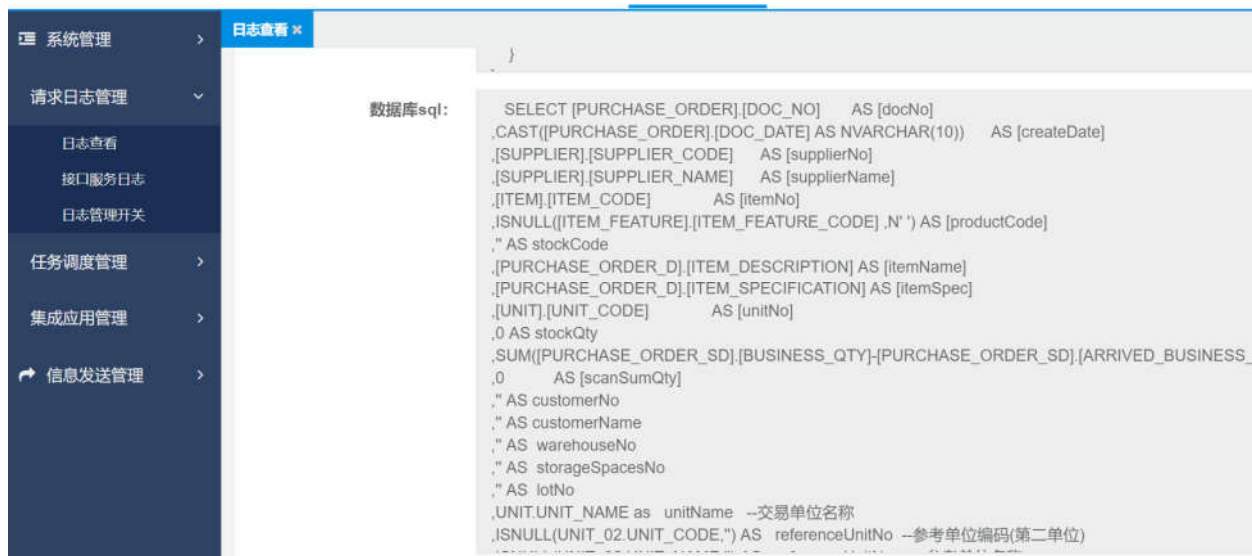 系统管理
请求日志管理
日志查看
接口服务日志
日志管理开关
任务调度管理
集成应用管理
信息发送管理
日志查看 ×
}
数据库sql:
SELECT [PURCHASE_ORDER].[DOC_NO] AS [docNo]
,CAST([PURCHASE_ORDER].[DOC_DATE] AS NVARCHAR(10)) AS [createDate]
,[SUPPLIER].[SUPPLIER_CODE] AS [supplierNo]
,[SUPPLIER].[SUPPLIER_NAME] AS [supplierName]
,[ITEM].[ITEM_CODE] AS [itemNo]
,ISNULL([ITEM_FEATURE].[ITEM_FEATURE_CODE] ,N' ') AS [productCode]
,'' AS stockCode
,[PURCHASE_ORDER_D].[ITEM_DESCRIPTION] AS [itemName]
,[PURCHASE_ORDER_D].[ITEM_SPECIFICATION] AS [itemSpec]
,[UNIT].[UNIT_CODE] AS [unitNo]
,0 AS stockQty
,SUM([PURCHASE_ORDER_SD].[BUSINESS_QTY]-[PURCHASE_ORDER_SD].[ARRIVED_BUSINESS_
,0 AS [scanSumQty]
,'' AS customerNo
,'' AS customerName
,'' AS warehouseNo
,'' AS storageSpacesNo
,'' AS lotNo
,UNIT.UNIT_NAME as unitName --交易单位名称
,ISNULL(UNIT_02.UNIT_CODE,'') AS referenceUnitNo --参考单位编码(第二单位)